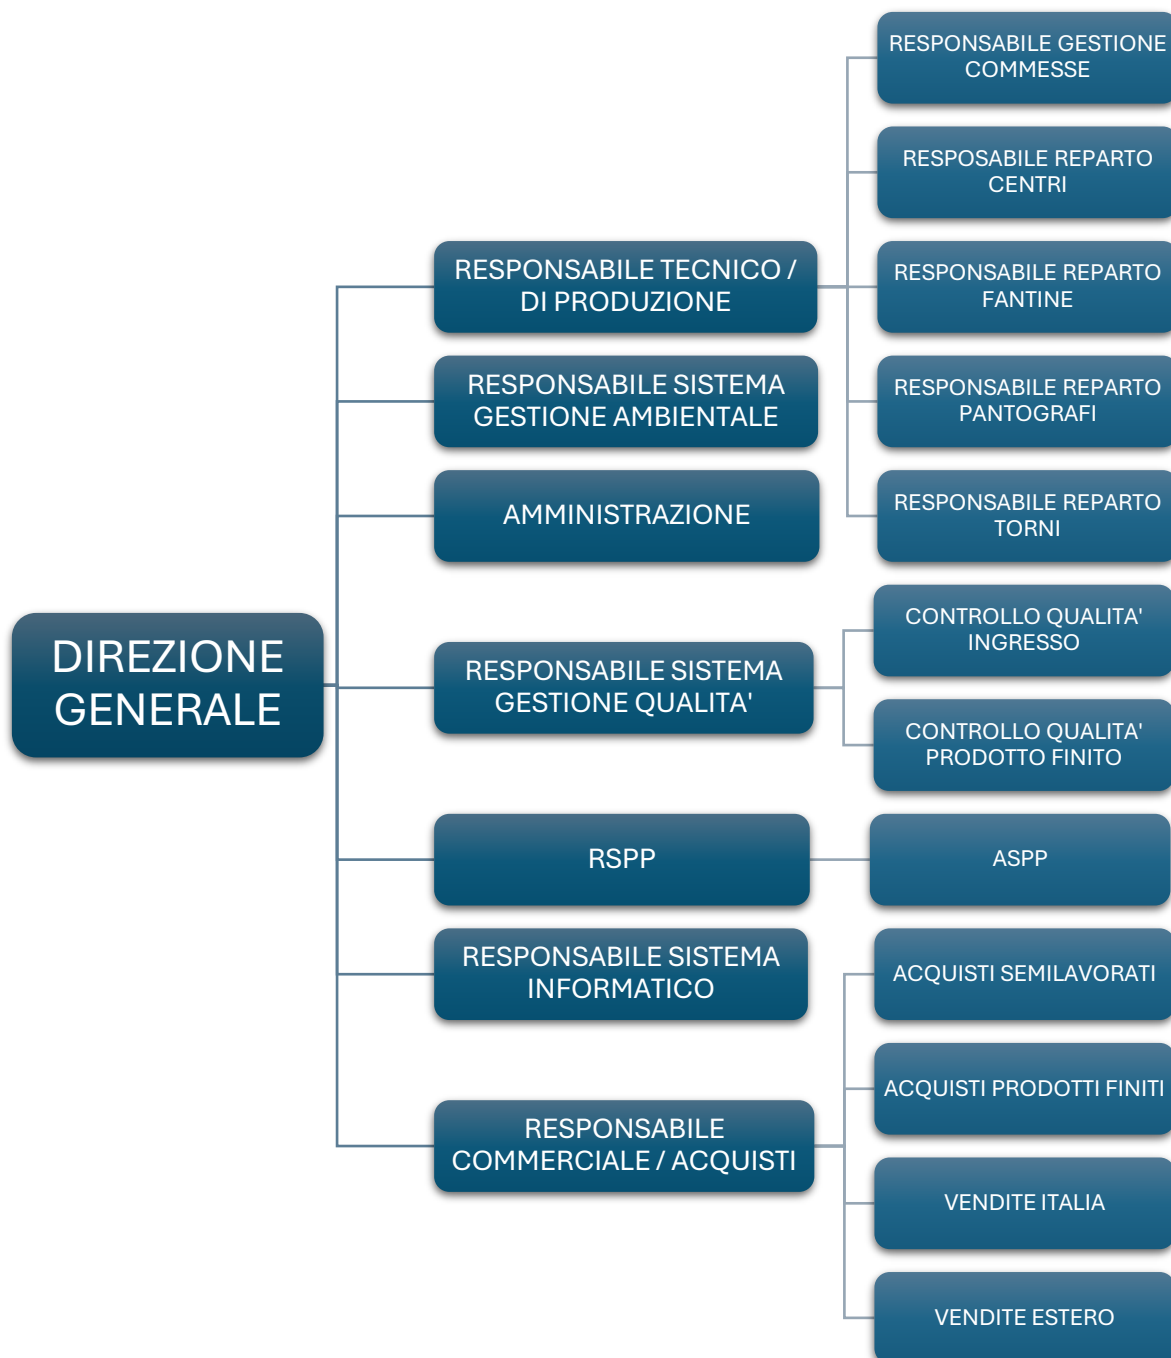 RESPONSABILE GESTIONE
COMMESSE
RESPOSABILE REPARTO
CENTRI
RESPONSABILE TECNICO /
DI PRODUZIONE
RESPONSABILE REPARTO
FANTINE
RESPONSABILE SISTEMA
GESTIONE AMBIENTALE
RESPONSABILE REPARTO
PANTOGRAFI
AMMINISTRAZIONE
RESPONSABILE REPARTO
TORNI
DIREZIONE
GENERALE
RESPONSABILE SISTEMA
GESTIONE QUALITA'
CONTROLLO QUALITA'
INGRESSO
CONTROLLO QUALITA'
PRODOTTO FINITO
RSPP
ASPP
RESPONSABILE SISTEMA
INFORMATICO
ACQUISTI SEMILAVORATI
ACQUISTI PRODOTTI FINITI
RESPONSABILE
COMMERCIALE / ACQUISTI
VENDITE ITALIA
VENDITE ESTERO